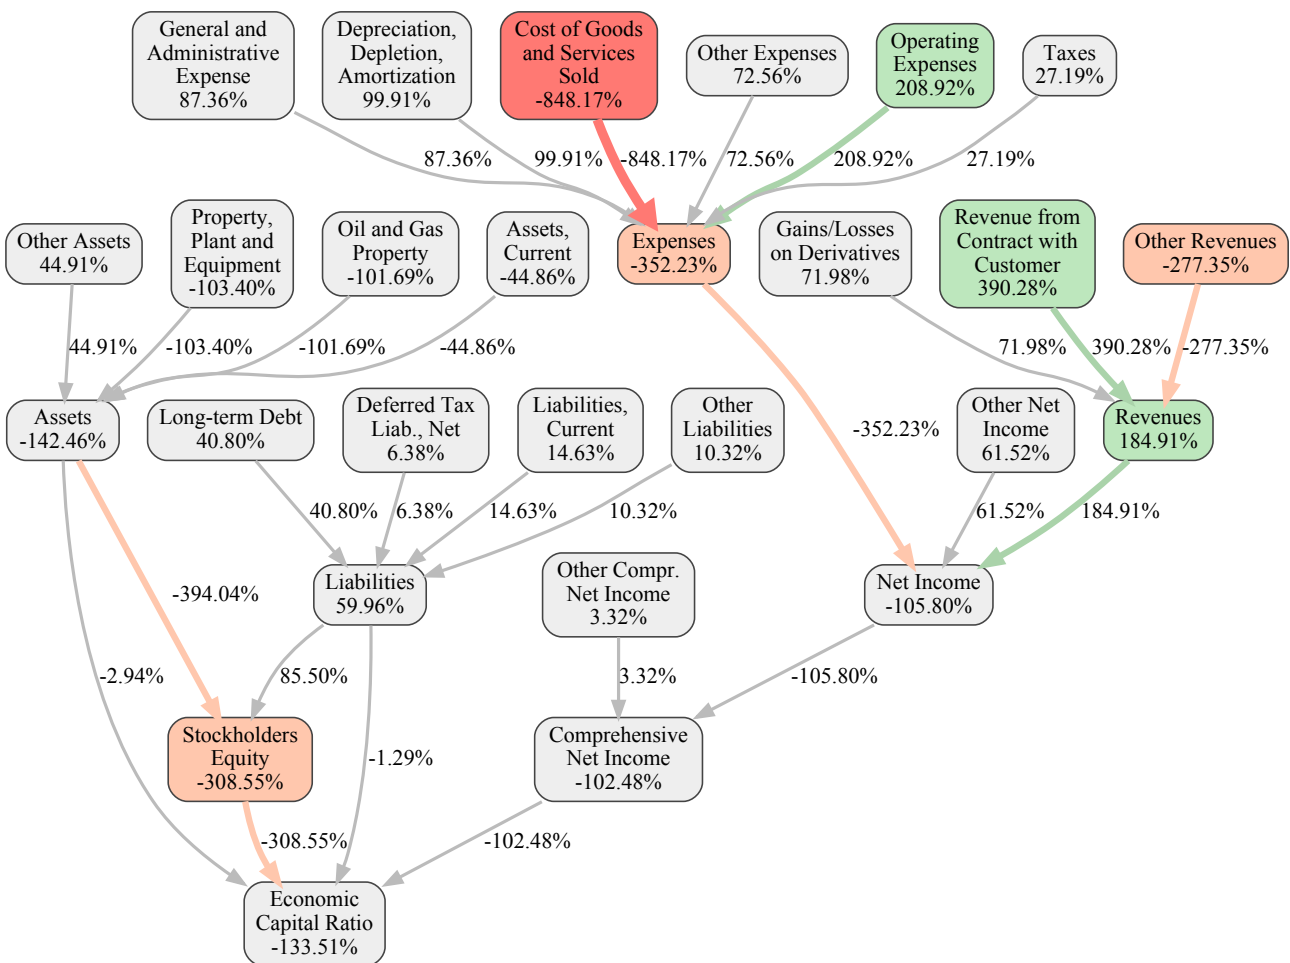 General and
Administrative
Expense
87.36%
Depreciation,
Depletion,
Amortization
99.91%
Cost of Goods
and Services
Sold
-848.17%
Other Expenses
72.56%
Operating
Expenses
208.92%
Taxes
27.19%
87.36%
99.91%
-848.17%
72.56%
208.92%
27.19%
Other Assets
44.91%
Property,
Plant and
Equipment
-103.40%
Oil and Gas
Property
-101.69%
Assets,
Current
-44.86%
Expenses
-352.23%
Gains/Losses
on Derivatives
71.98%
Revenue from
Contract with
Customer
390.28%
Other Revenues
-277.35%
44.91%
-103.40%
-101.69%
-44.86%
71.98%
390.28%
-277.35%
Assets
-142.46%
Long-term Debt
40.80%
Deferred Tax
Liab., Net
6.38%
Liabilities,
Current
14.63%
Other
Liabilities
10.32%
-352.23%
Other Net
Income
61.52%
Revenues
184.91%
40.80%
6.38%
14.63%
10.32%
61.52%
184.91%
-394.04%
Liabilities
59.96%
Other Compr.
Net Income
3.32%
Net Income
-105.80%
-2.94%
85.50%
3.32%
-105.80%
Stockholders
Equity
-308.55%
-1.29%
Comprehensive
Net Income
-102.48%
-308.55%
-102.48%
Economic
Capital Ratio
-133.51%